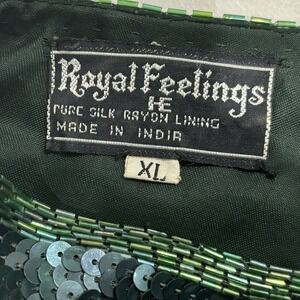 Royal Feelings
HE
PURE SILK RAYON LINING
MADE IN INDIA
XL